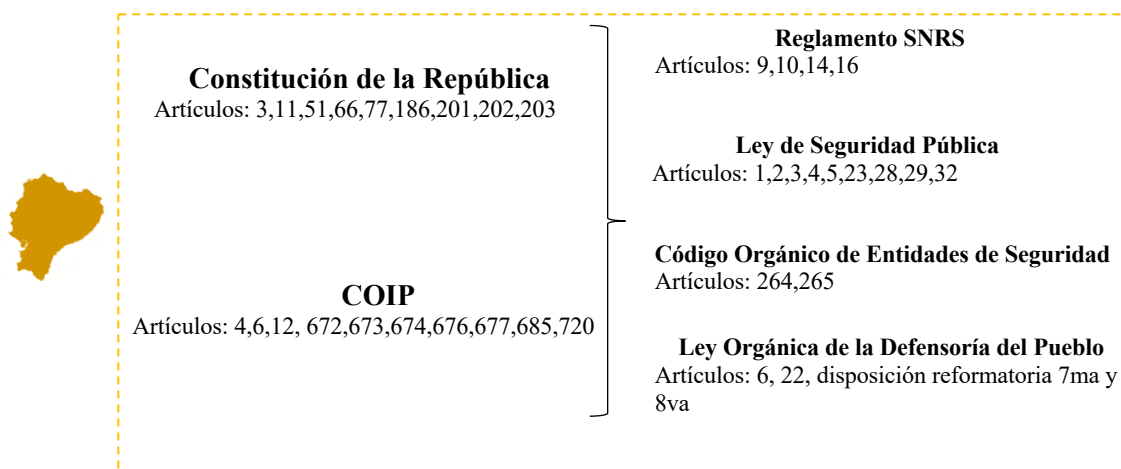 Constitución de la República
Artículos: 3,11,51,66,77,186,201,202,203
COIP
Artículos: 4,6,12, 672,673,674,676,677,685,720
Reglamento SNRS
Artículos: 9,10,14,16
Ley de Seguridad Pública
Artículos: 1,2,3,4,5,23,28,29,32
Código Orgánico de Entidades de Seguridad
Artículos: 264,265
Ley Orgánica de la Defensoría del Pueblo
Artículos: 6, 22, disposición reformatoria 7ma y
8va